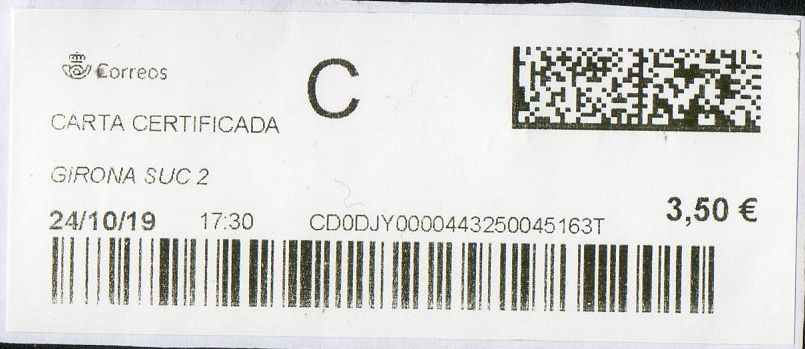 Correos
C
CARTA CERTIFICADA
GIRONA SUC 2
24/10/19 17:30 CD0DJY0000443250045163T 3,50 €